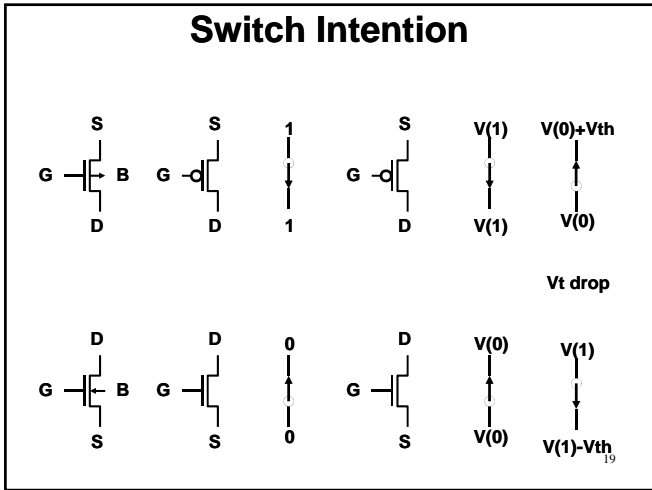 Switch Intention
S S 1 S V(1) V(0)+Vth
G B G G
D D 1 D V(1) V(0)
Vt drop
D D 0 D V(0) V(1)
G B G G
S S 0 S V(0) V(1)-Vth
19